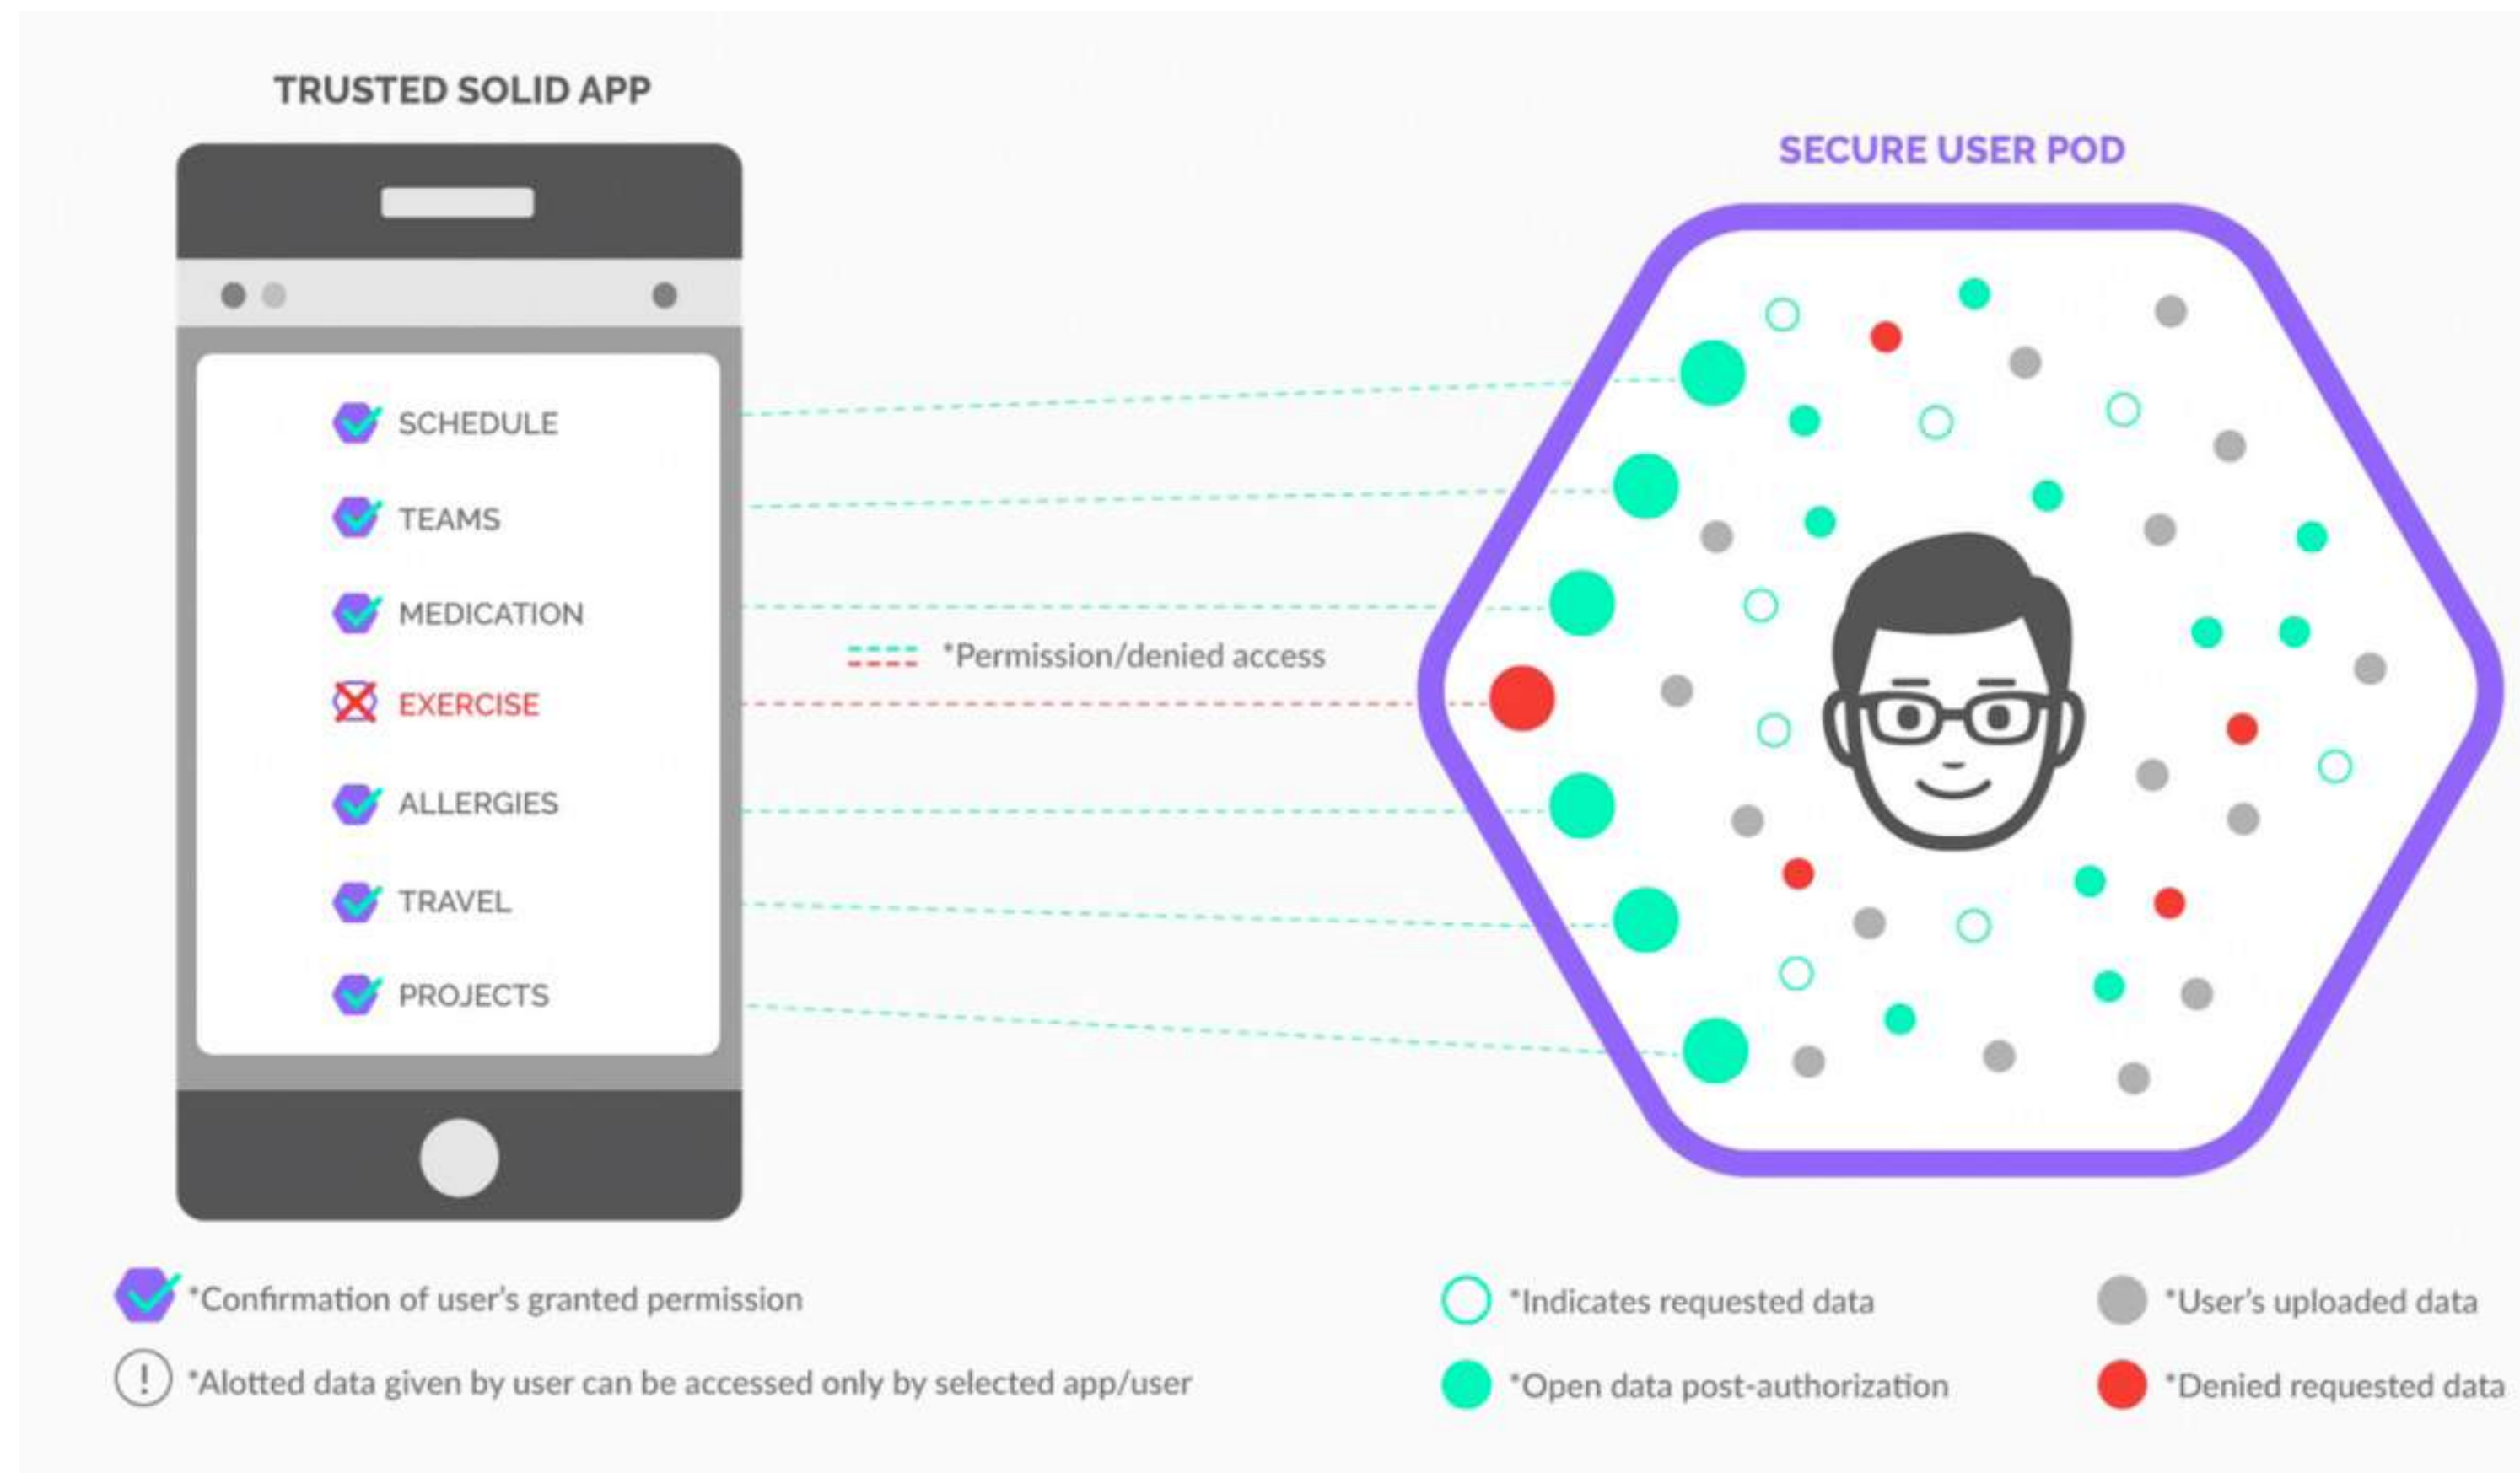 TRUSTED SOLID APP
SECURE USER POD
SCHEDULE
TEAMS
MEDICATION
*Permission/denied access
EXERCISE
ALLERGIES
TRAVEL
PROJECTS
*Confirmation of user's granted permission
*Indicates requested data
*User's uploaded data
! *Alotted data given by user can be accessed only by selected app/user
*Open data post-authorization
*Denied requested data